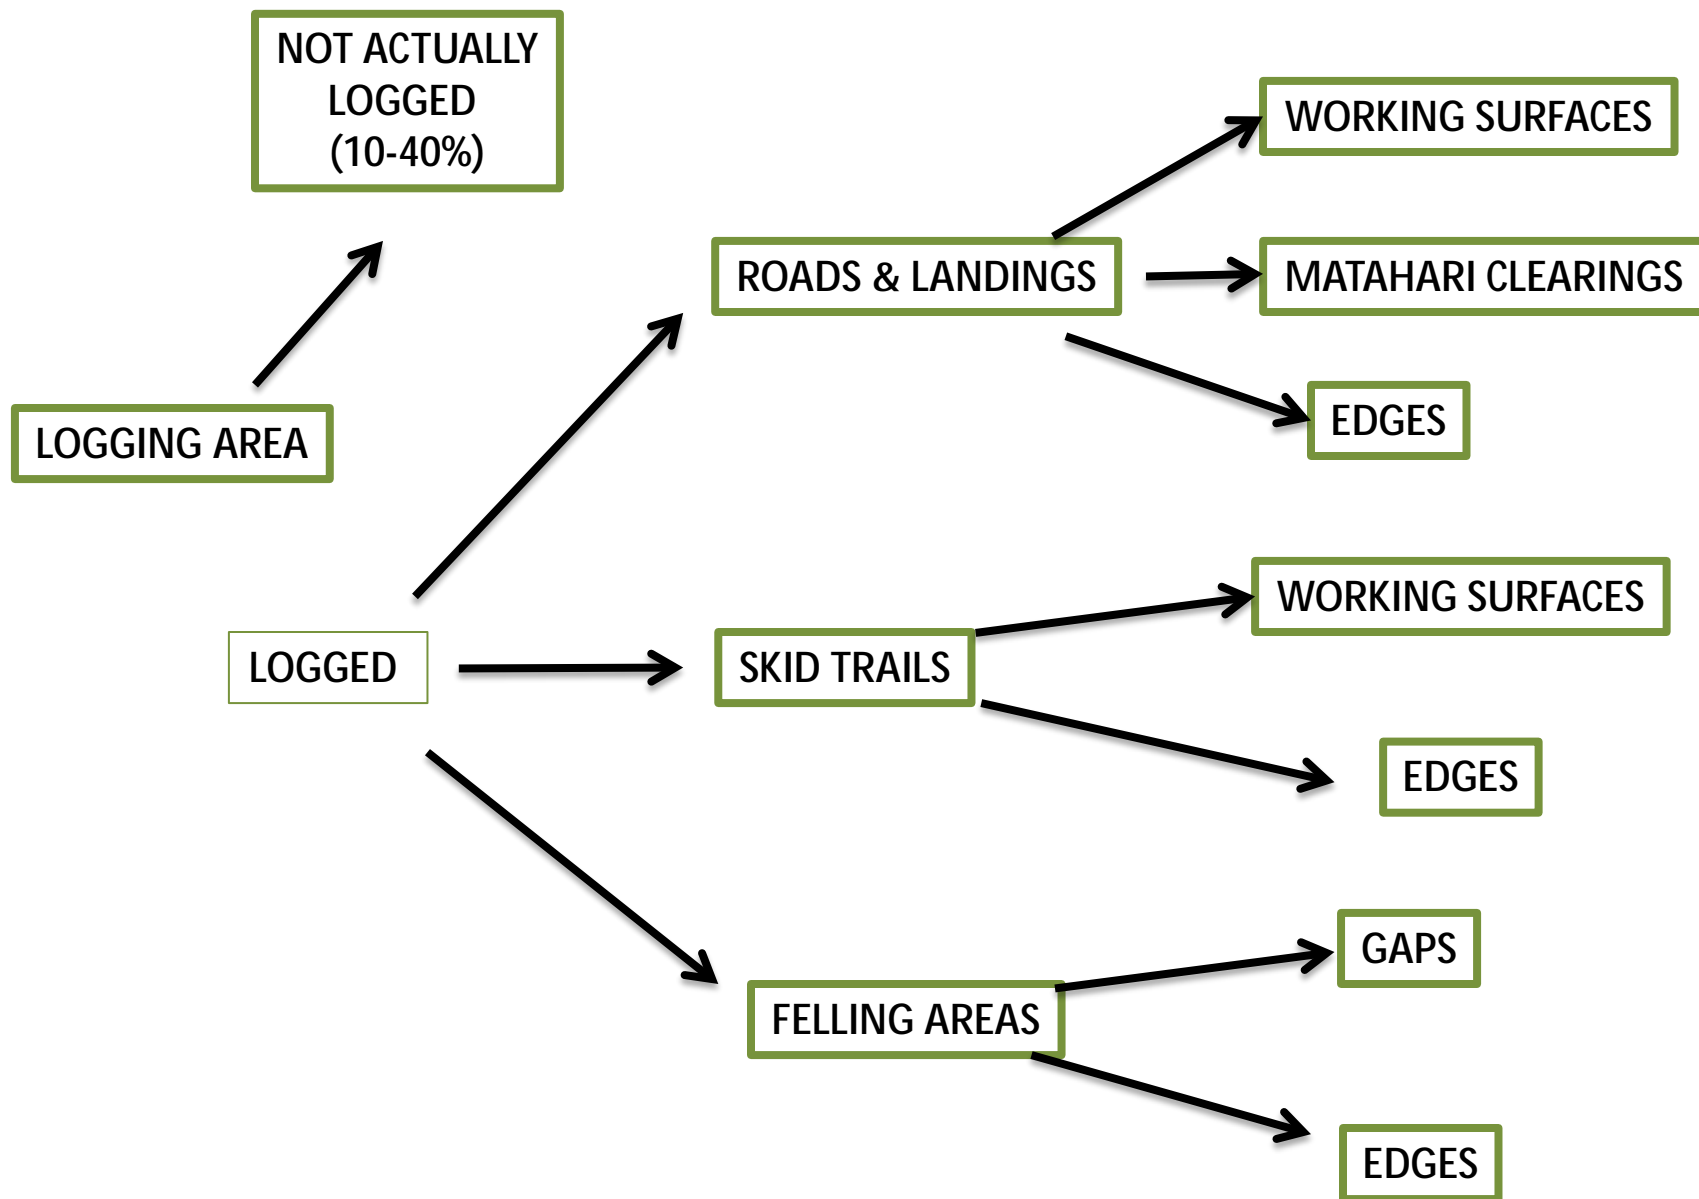 NOT ACTUALLY
LOGGED
(10-40%)
WORKING SURFACES
ROADS & LANDINGS
MATAHARI CLEARINGS
EDGES
LOGGING AREA
WORKING SURFACES
LOGGED
SKID TRAILS
EDGES
GAPS
FELLING AREAS
EDGES